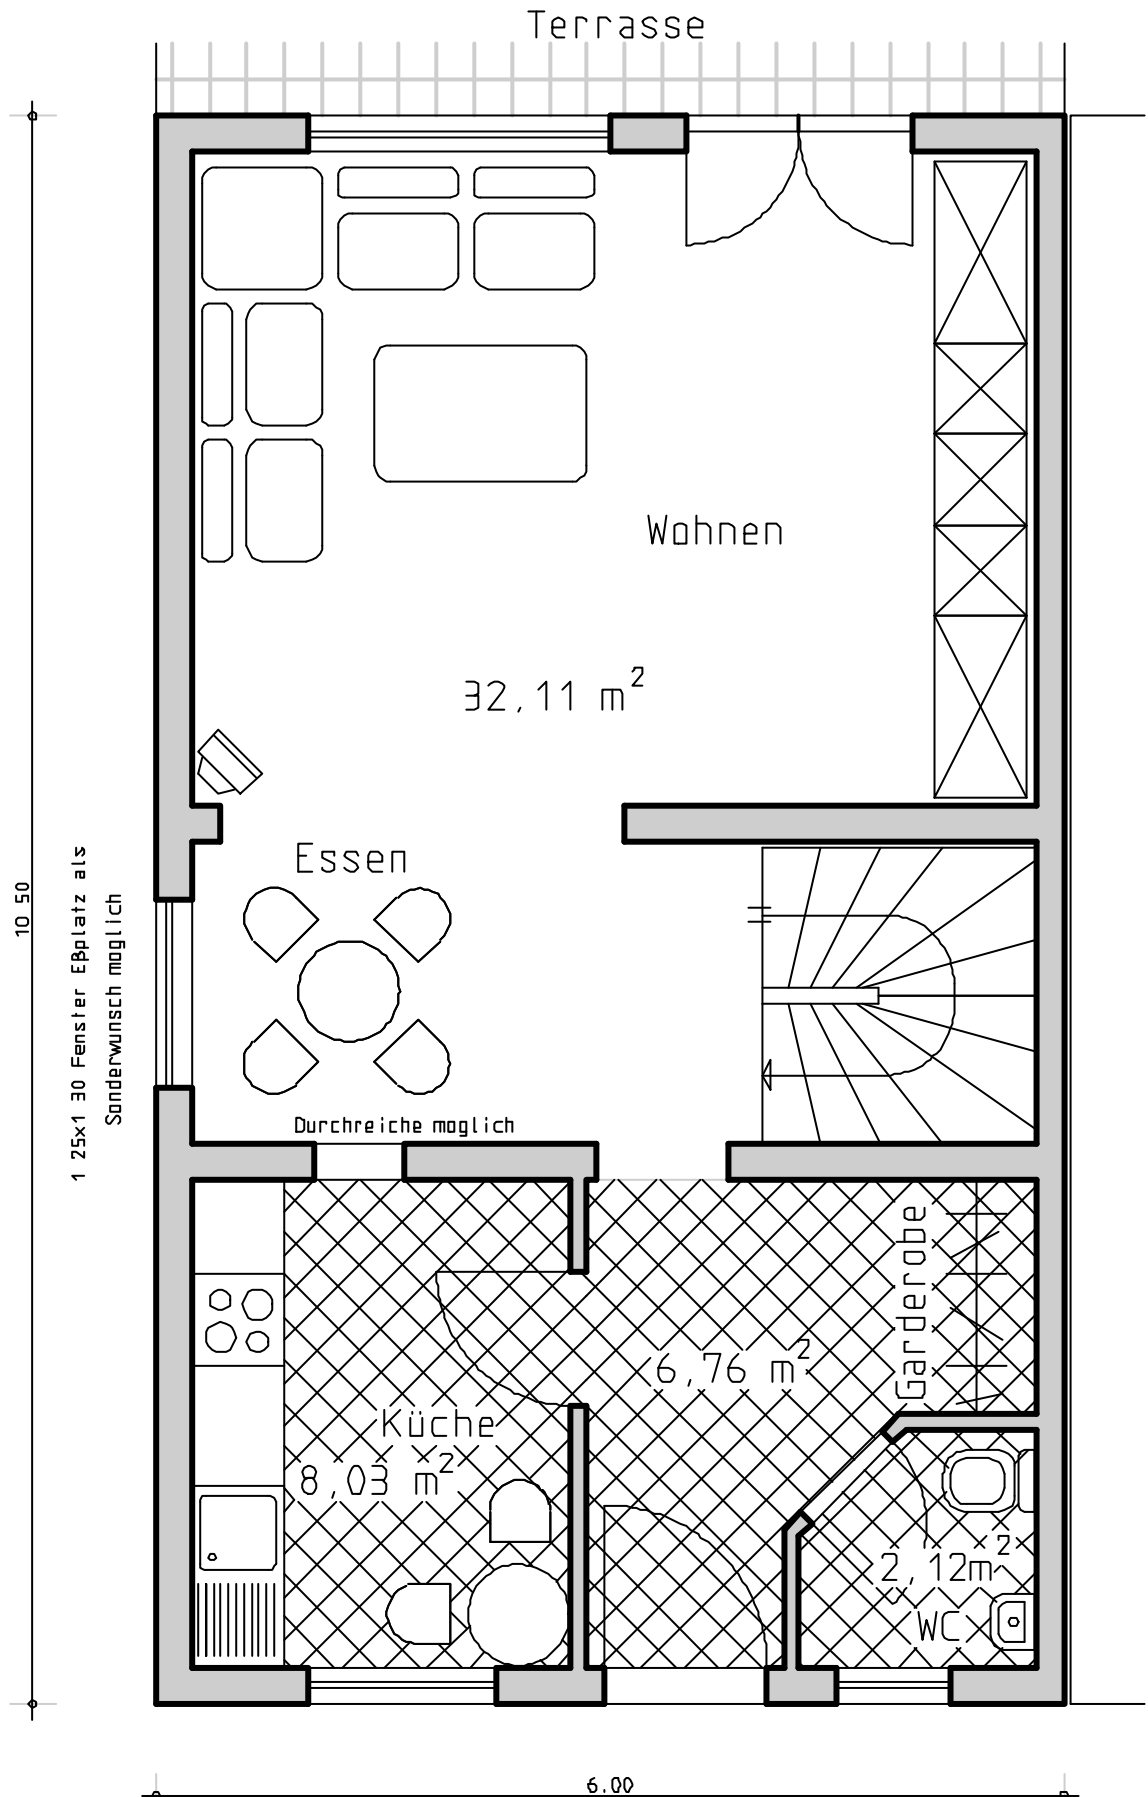 Terrasse
Wohnen
32,11 m²
Essen
10 50
1 25x1 30 Fenster Eßplatz als
Sonderwunsch moglich
Durchreiche moglich
Garderobe
6,76 m²
Küche
8,03 m²
2,12m²
WC
6.00